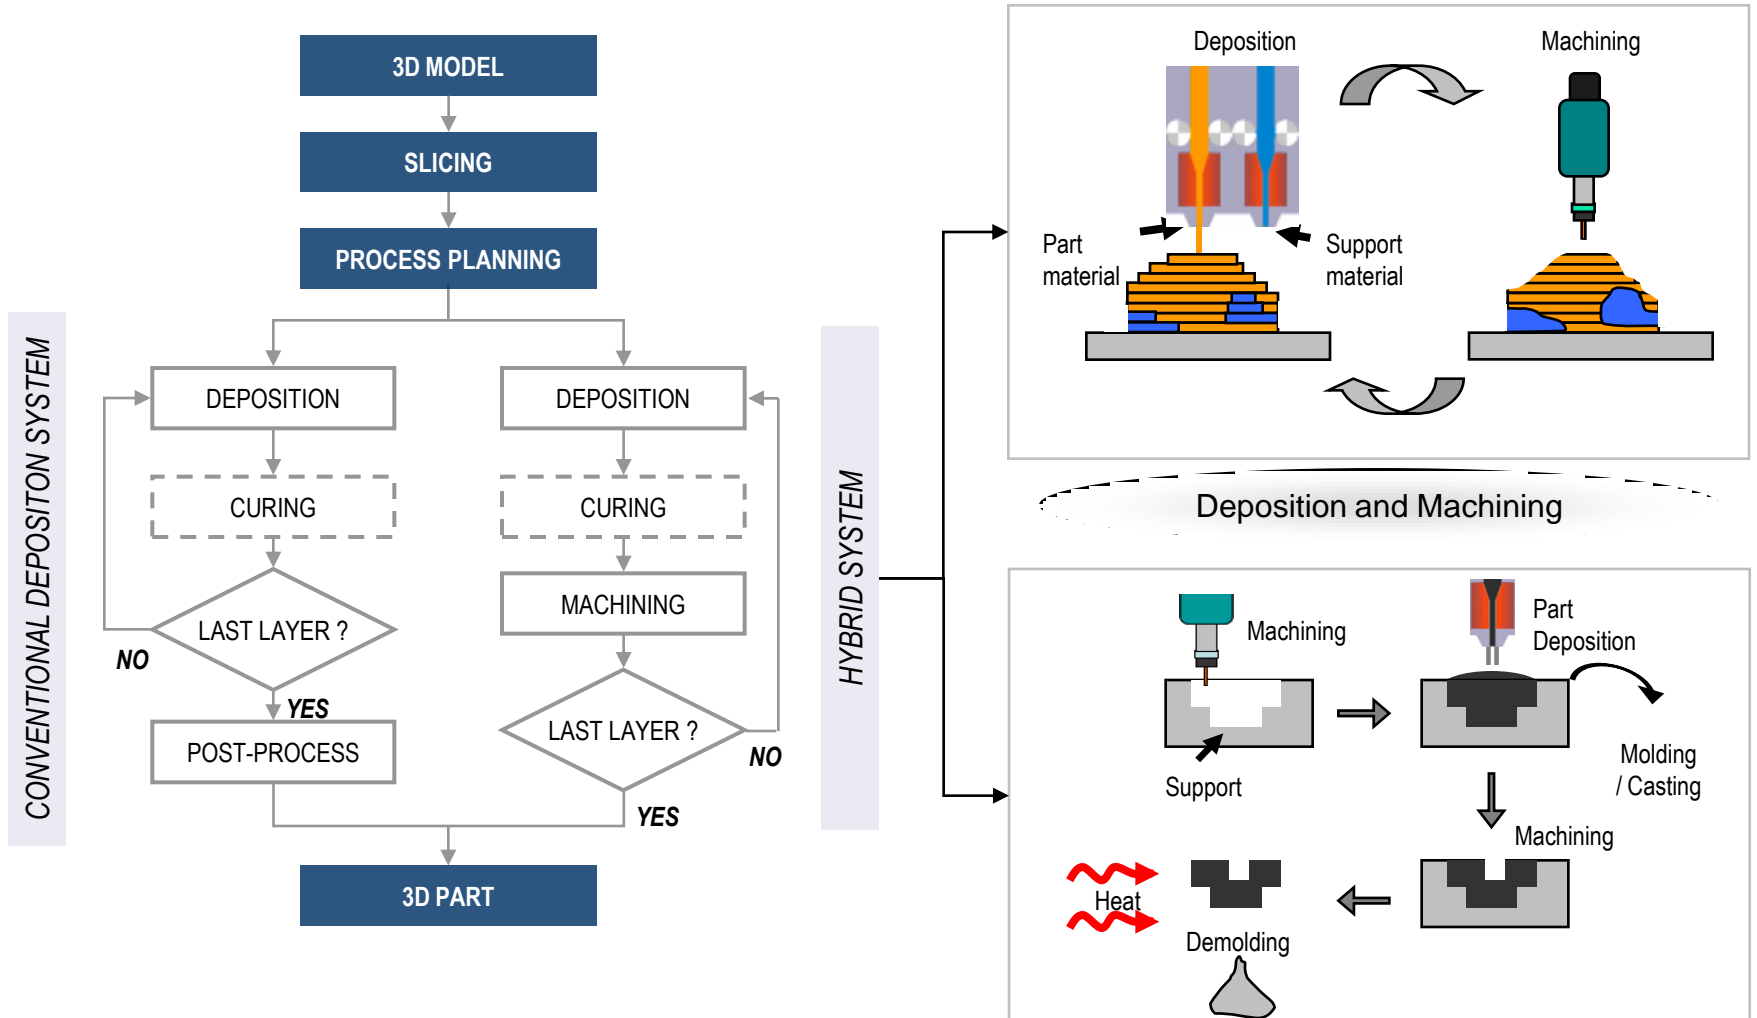 3D MODEL
SLICING
PROCESS PLANNING
CONVENTIONAL DEPOSITON SYSTEM
DEPOSITION
CURING
LAST LAYER ?
NO
YES
POST-PROCESS
DEPOSITION
CURING
MACHINING
LAST LAYER ?
NO
YES
3D PART
HYBRID SYSTEM
Deposition
Machining
Part
material
Support
material
Deposition and Machining
Machining
Support
Part
Deposition
Molding
/ Casting
Machining
Heat
Demolding